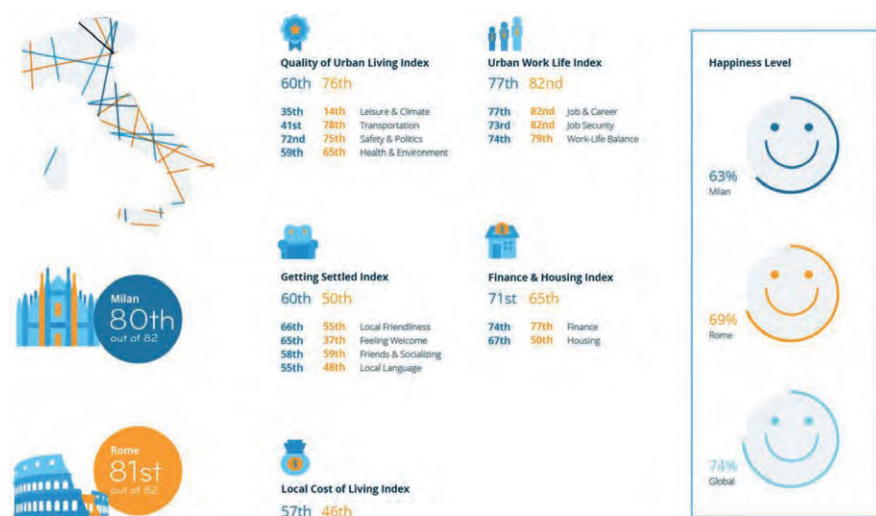 Quality of Urban Living Index
60th 76th
35th 14th Leisure & Climate
41st 78th Transportation
72nd 75th Safety & Politics
59th 65th Health & Environment
Urban Work Life Index
77th 82nd
77th 82nd Job & Career
73rd 82nd Job Security
74th 79th Work-Life Balance
Getting Settled Index
60th 50th
66th 55th Local Friendliness
65th 37th Feeling Welcome
58th 59th Friends & Socializing
55th 48th Local Language
Finance & Housing Index
71st 65th
74th 77th Finance
67th 50th Housing
Local Cost of Living Index
57th 46th
Milan
80th
out of 82
Rome
81st
out of 82
Happiness Level
63%
Milan
69%
Rome
74%
Global